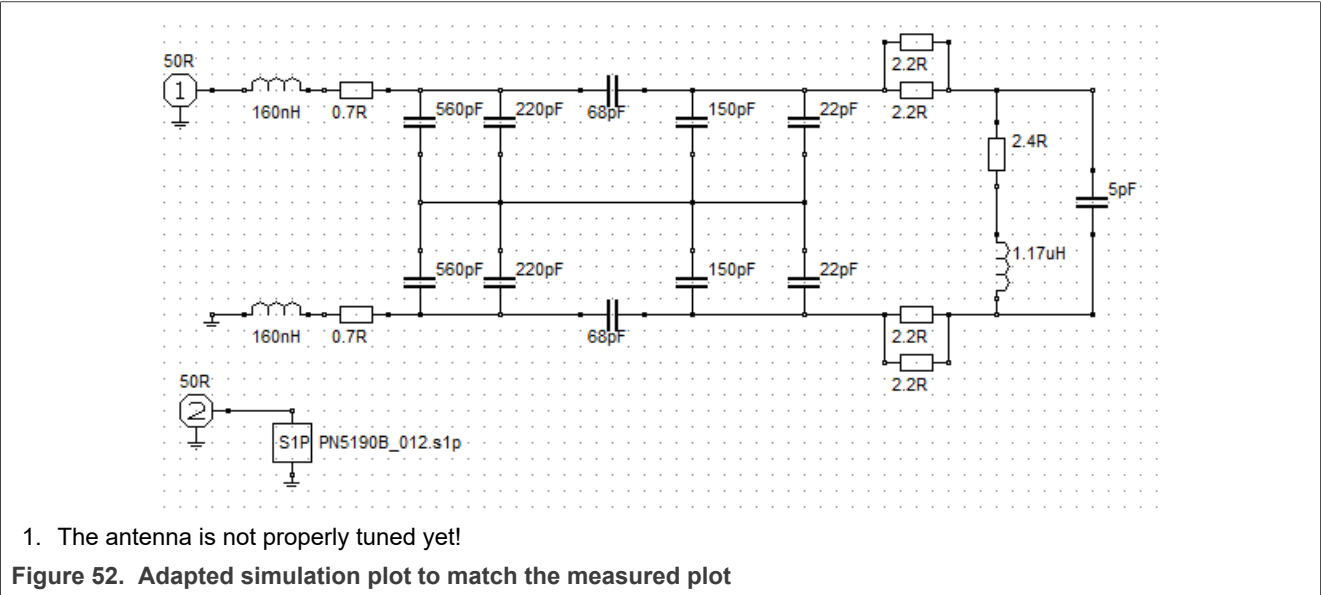 2.2R
50R
1
160nH 0.7R 560pF 220pF 68pF 150pF 22pF 2.2R
2.4R
5pF
1.17uH
560pF 220pF 150pF 22pF
160nH 0.7R 68pF 2.2R
2.2R
50R
2
S1P PN5190B_012.s1p
1. The antenna is not properly tuned yet!
Figure 52. Adapted simulation plot to match the measured plot